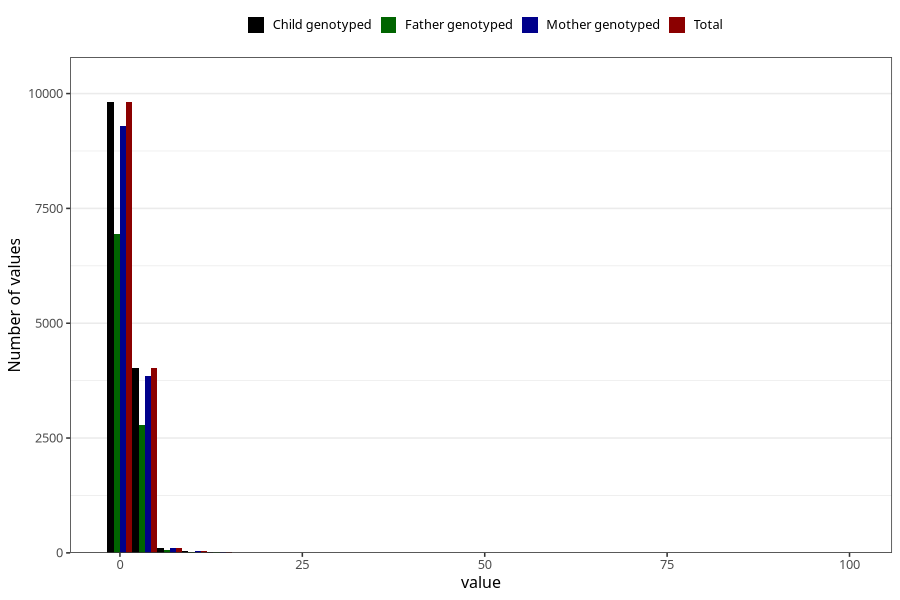 Child genotyped Father genotyped Mother genotyped Total
10000
7500
5000
2500
0
0 25 50 75 100
value
Number of values